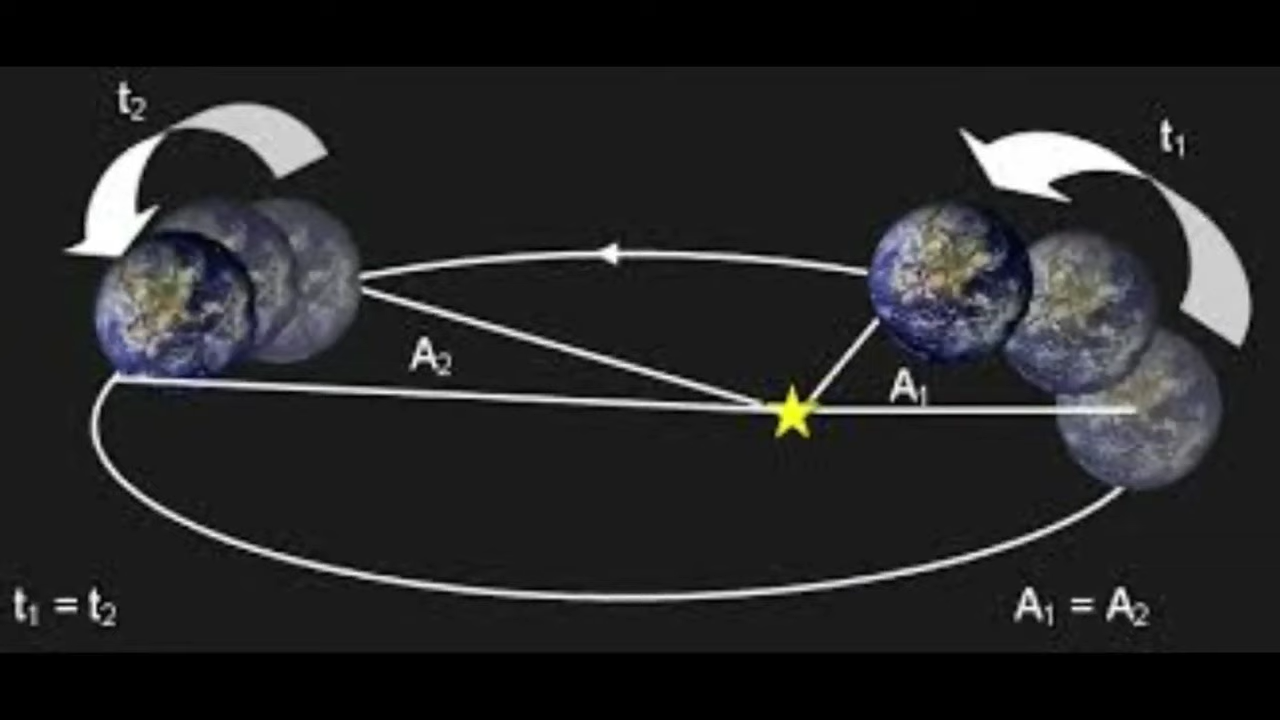 t₂
t₁
A₂
A₁
t₁ = t₂
A₁ = A₂